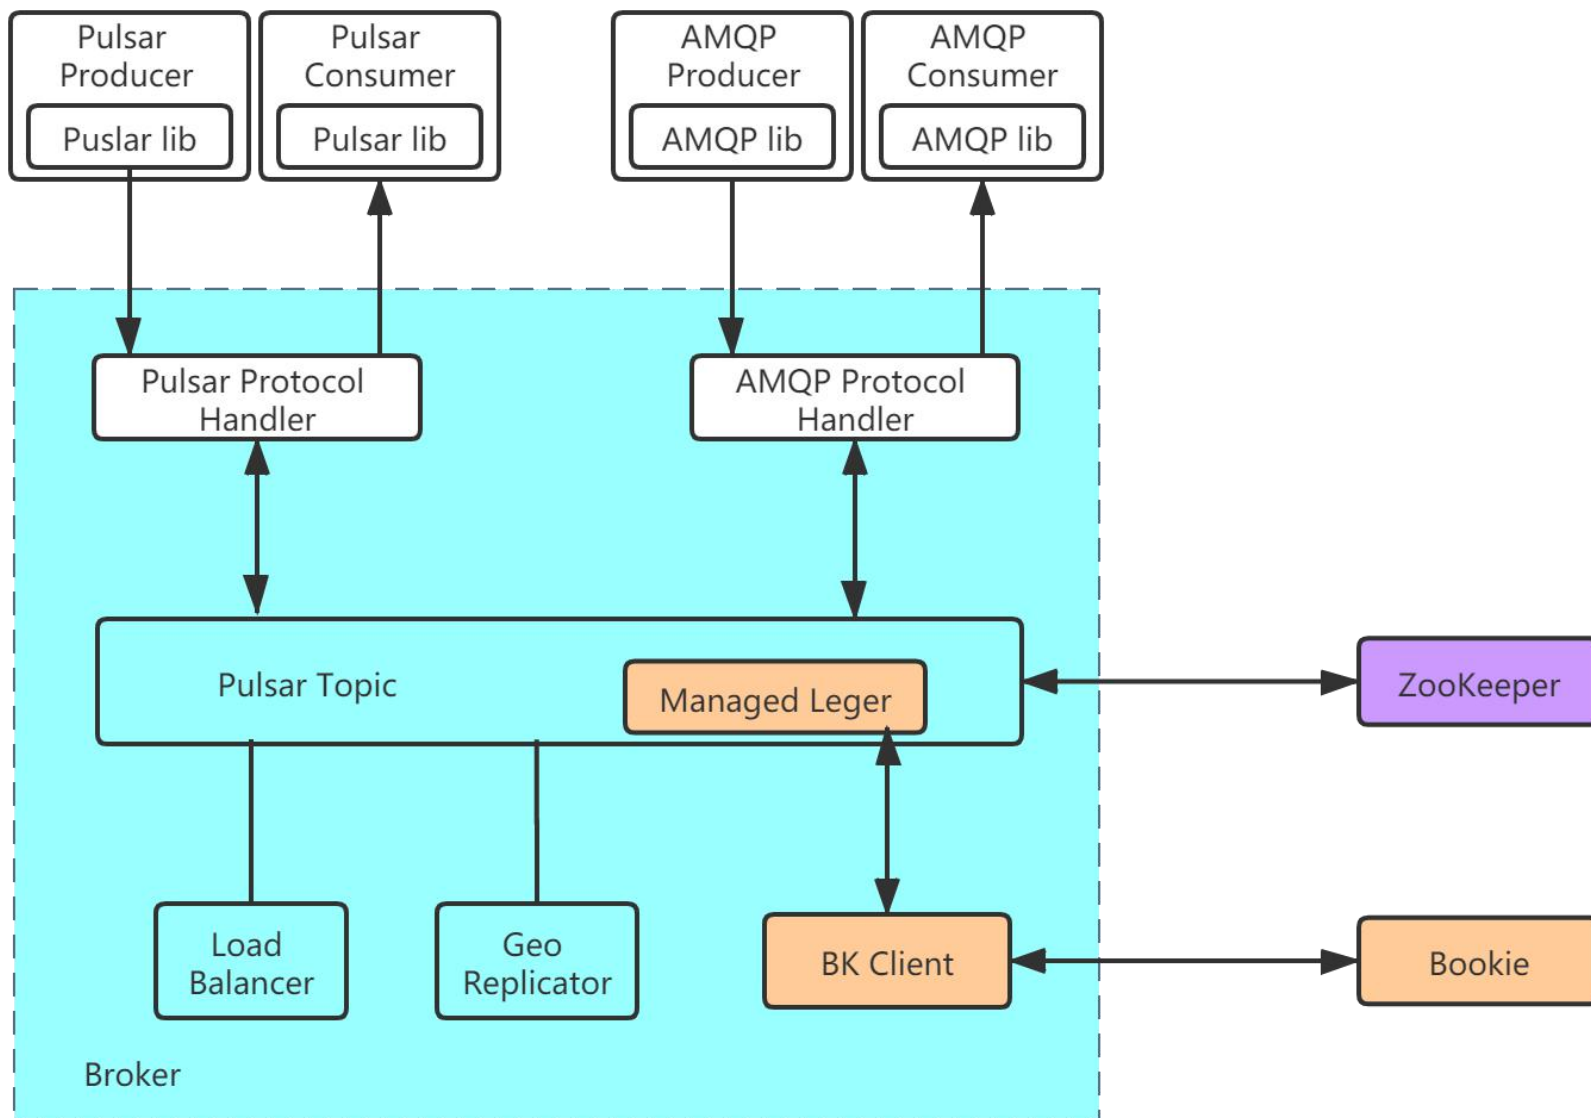 Pulsar
Producer
Puslar lib
Pulsar
Consumer
Pulsar lib
AMQP
Producer
AMQP lib
AMQP
Consumer
AMQP lib
Pulsar Protocol
Handler
AMQP Protocol
Handler
Pulsar Topic
Managed Leger
ZooKeeper
Load
Balancer
Geo
Replicator
BK Client
Bookie
Broker